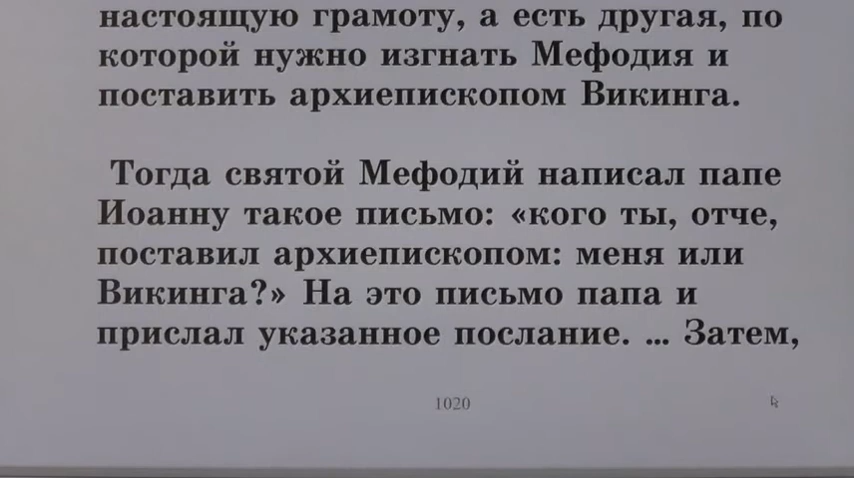 настоящую грамоту, а есть другая, по
которой нужно изгнать Мефодия и
поставить архиепископом Викинга.
Тогда святой Мефодий написал папе
Иоанну такое письмо: «кого ты, отче,
поставил архиепископом: меня или
Викинга?» На это письмо папа и
прислал указанное послание. ... Затем,
1020